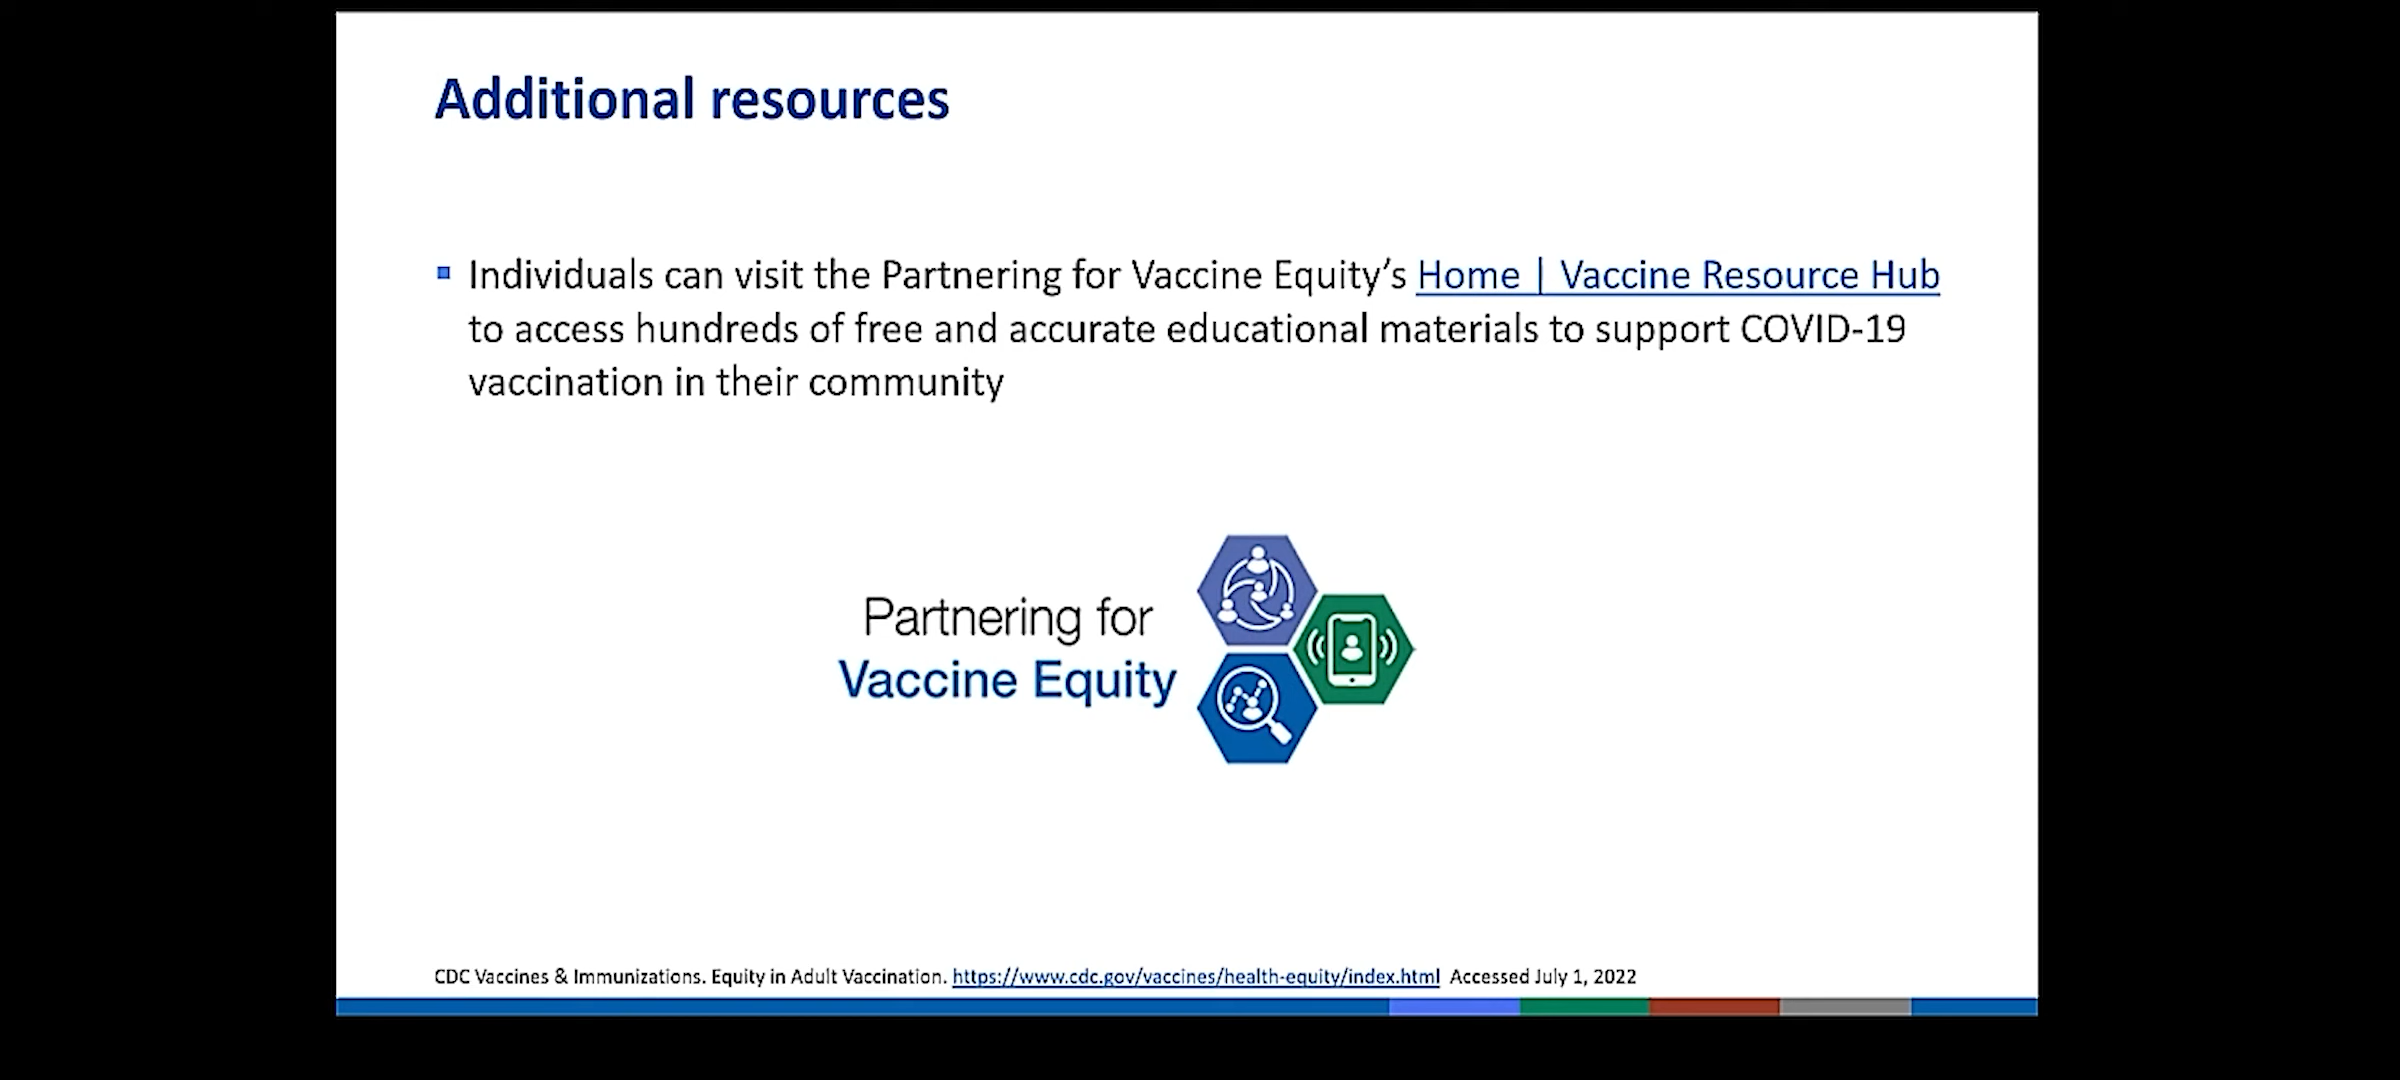 Additional resources
▪ Individuals can visit the Partnering for Vaccine Equity’s Home | Vaccine Resource Hub
to access hundreds of free and accurate educational materials to support COVID-19
vaccination in their community
Partnering for
Vaccine Equity
CDC Vaccines & Immunizations. Equity in Adult Vaccination. https://www.cdc.gov/vaccines/health-equity/index.html Accessed July 1, 2022